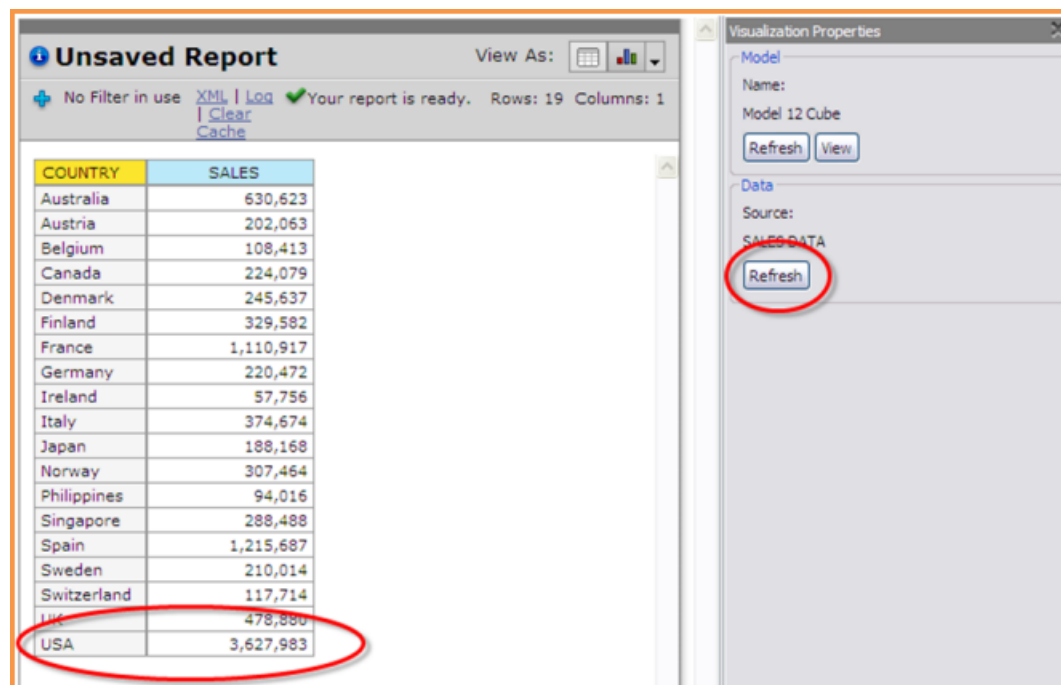 Unsaved Report
View As:
No Filter in use XML | Log ✔Your report is ready. Rows: 19 Columns: 1
| Clear
Cache
COUNTRY SALES
Australia 630,623
Austria 202,063
Belgium 108,413
Canada 224,079
Denmark 245,637
Finland 329,582
France 1,110,917
Germany 220,472
Ireland 57,756
Italy 374,674
Japan 188,168
Norway 307,464
Philippines 94,016
Singapore 288,488
Spain 1,215,687
Sweden 210,014
Switzerland 117,714
UK 478,880
USA 3,627,983
Visualization Properties
Model
Name:
Model 12 Cube
Refresh View
Data
Source:
SALES DATA
Refresh